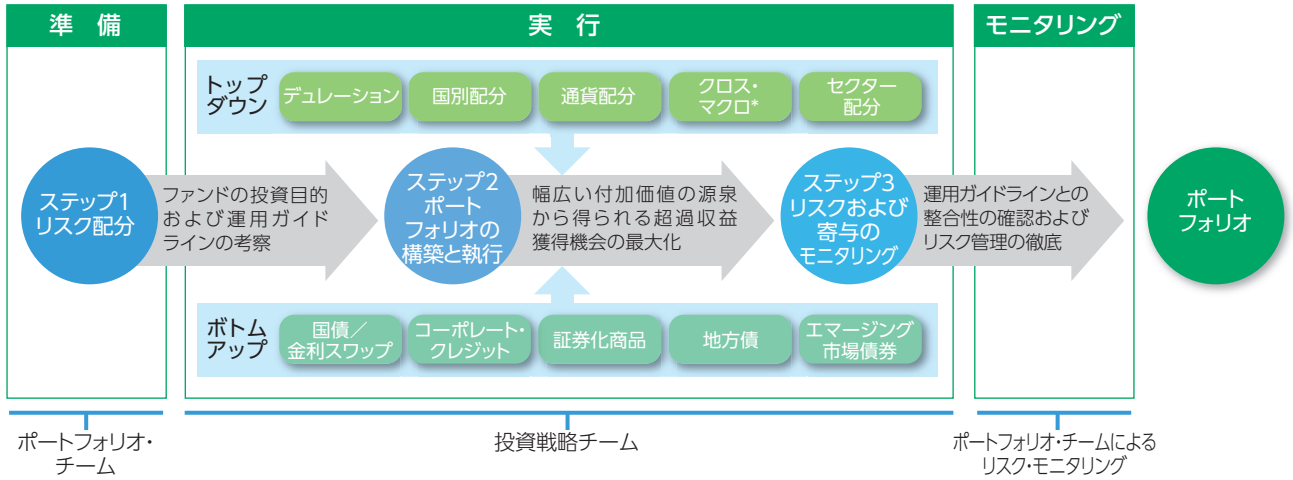 準 備
実 行
モニタリング
トップ
ダウン
デュレーション
国別配分
通貨配分
クロス・
マクロ*
セクター
配分
ステップ1
リスク配分
ファンドの投資目的
および運用ガイド
ラインの考察
ステップ2
ポート
フォリオの
構築と執行
幅広い付加価値の源泉
から得られる超過収益
獲得機会の最大化
ステップ3
リスクおよび
寄与の
モニタリング
運用ガイドラインとの
整合性の確認および
リスク管理の徹底
ポート
フォリオ
ボトム
アップ
国債／
金利スワップ
コーポレート・
クレジット
証券化商品
地方債
エマージング
市場債券
ポートフォリオ・
チーム
投資戦略チーム
ポートフォリオ・チームによる
リスク・モニタリング